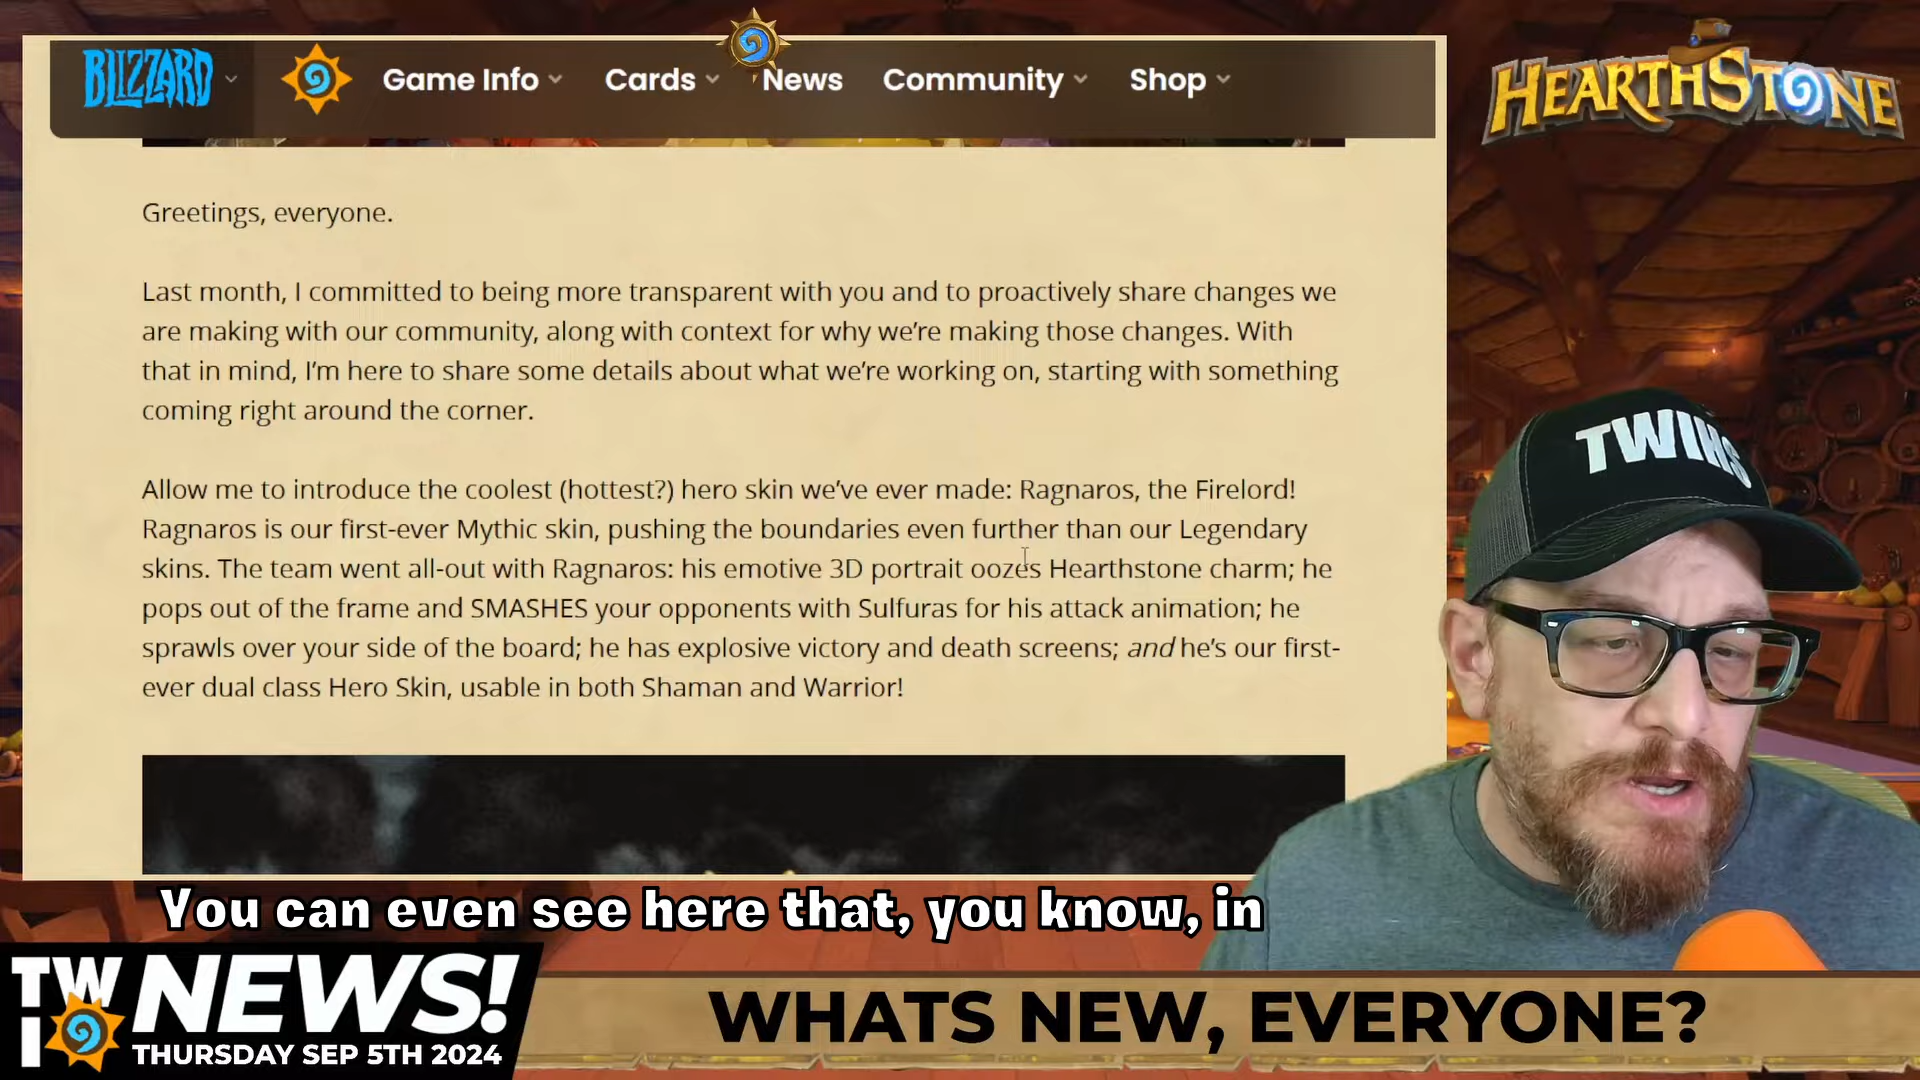 BLIZZARD
Game Info
Cards
News
Community
Shop
HEARTHSTONE
Greetings, everyone.
Last month, I committed to being more transparent with you and to proactively share changes we
are making with our community, along with context for why we’re making those changes. With
that in mind, I’m here to share some details about what we’re working on, starting with something
coming right around the corner.
Allow me to introduce the coolest (hottest?) hero skin we’ve ever made: Ragnaros, the Firelord!
Ragnaros is our first-ever Mythic skin, pushing the boundaries even further than our Legendary
skins. The team went all-out with Ragnaros: his emotive 3D portrait oozes Hearthstone charm; he
pops out of the frame and SMASHES your opponents with Sulfuras for his attack animation; he
sprawls over your side of the board; he has explosive victory and death screens; and he’s our first-
ever dual class Hero Skin, usable in both Shaman and Warrior!
TWIHS
You can even see here that, you know, in
TW
I
NEWS!
THURSDAY SEP 5TH 2024
WHATS NEW, EVERYONE?